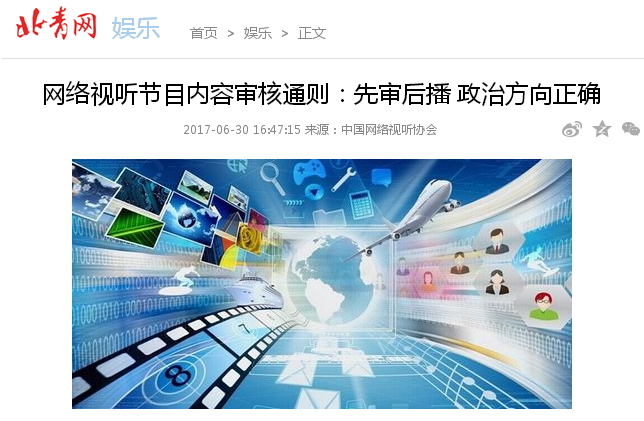 北青网 娱乐 首页 > 娱乐 > 正文
网络视听节目内容审核通则：先审后播 政治方向正确
2017-06-30 16:47:15 来源：中国网络视听协会
7
8